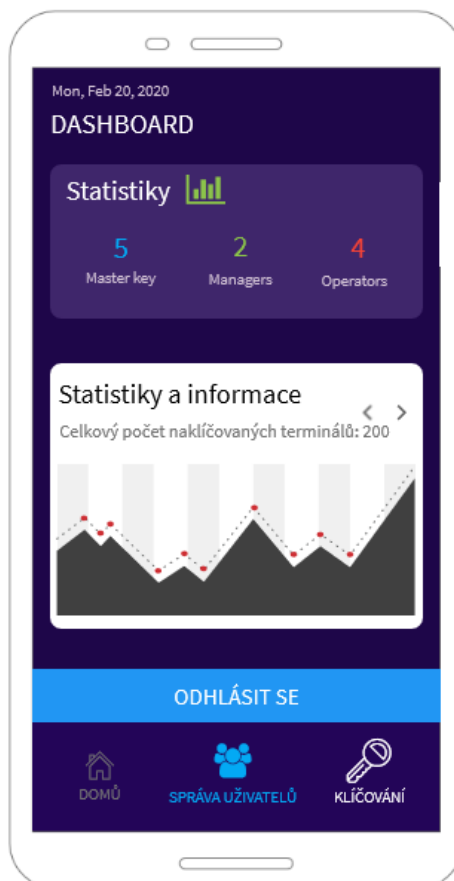 Mon, Feb 20, 2020
DASHBOARD
Statistiky
5 2 4
Master key Managers Operators
Statistiky a informace
Celkový počet naklíčovaných terminálů: 200
ODHLÁSIT SE
DOMŮ SPRÁVA UŽIVATELŮ KLÍČOVÁNÍ